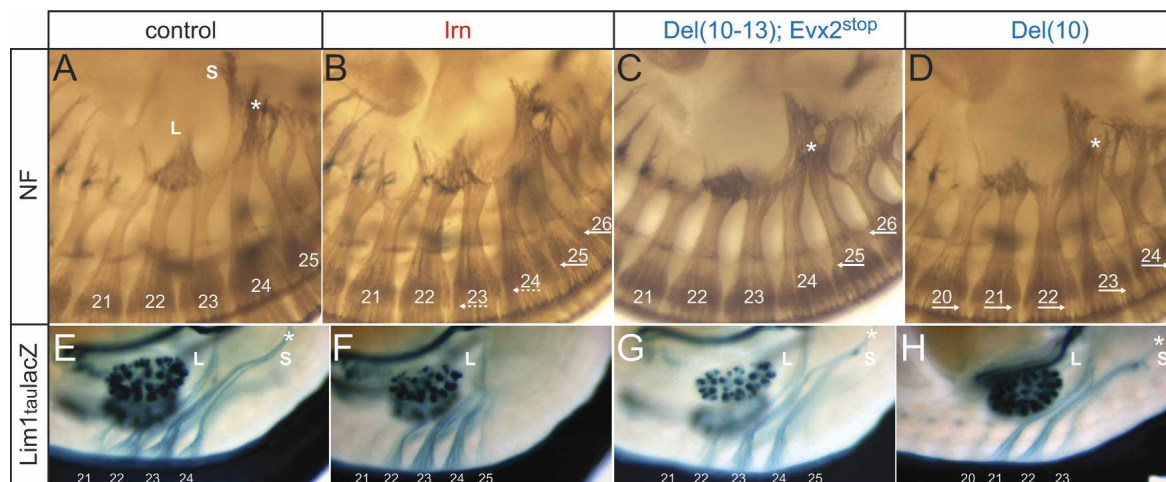 control Irn Del(10-13); Evx2stop Del(10)
NF
A S * L 21 22 23 24 25
B 21 22 23 24 25 26
C * 21 22 23 24 25 26
D * 20 21 22 23 24
Lim1taulacZ
E L * S 21 22 23 24
F L 21 22 23 24 25
G L * S 21 22 23 24 25
H L * S 20 21 22 23